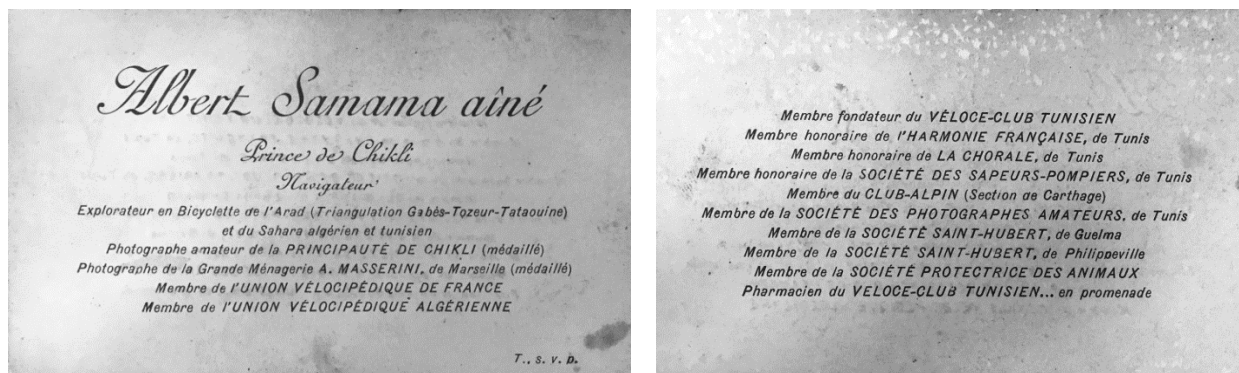 Albert Samama aîné
Prince de Chikli
Navigateur
Explorateur en Bicyclette de l'Arad (Triangulation Gabès-Tozeur-Tataouine)
et du Sahara algérien et tunisien
Photographe amateur de la PRINCIPAUTÉ DE CHIKLI (médaillé)
Photographe de la Grande Ménagerie A. MASSERINI, de Marseille (médaillé)
Membre de l'UNION VÉLOCIPÉDIQUE DE FRANCE
Membre de l'UNION VÉLOCIPÉDIQUE ALGÉRIENNE
T., s. v. p.
Membre fondateur du VÉLOCE-CLUB TUNISIEN
Membre honoraire de l'HARMONIE FRANÇAISE, de Tunis
Membre honoraire de LA CHORALE, de Tunis
Membre honoraire de la SOCIÉTÉ DES SAPEURS-POMPIERS, de Tunis
Membre du CLUB-ALPIN (Section de Carthage)
Membre de la SOCIÉTÉ DES PHOTOGRAPHES AMATEURS, de Tunis
Membre de la SOCIÉTÉ SAINT-HUBERT, de Guelma
Membre de la SOCIÉTÉ SAINT-HUBERT, de Philippeville
Membre de la SOCIÉTÉ PROTECTRICE DES ANIMAUX
Pharmacien du VELOCE-CLUB TUNISIEN... en promenade